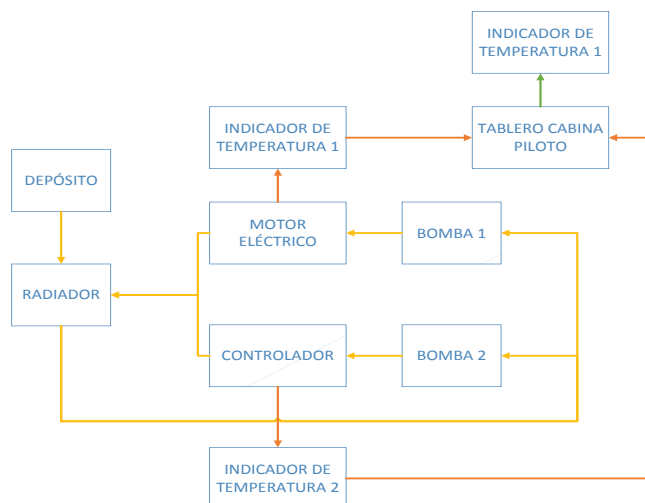 INDICADOR DE
TEMPERATURA 1
INDICADOR DE
TEMPERATURA 1
TABLERO CABINA
PILOTO
DEPÓSITO
MOTOR
ELÉCTRICO
BOMBA 1
RADIADOR
CONTROLADOR
BOMBA 2
INDICADOR DE
TEMPERATURA 2